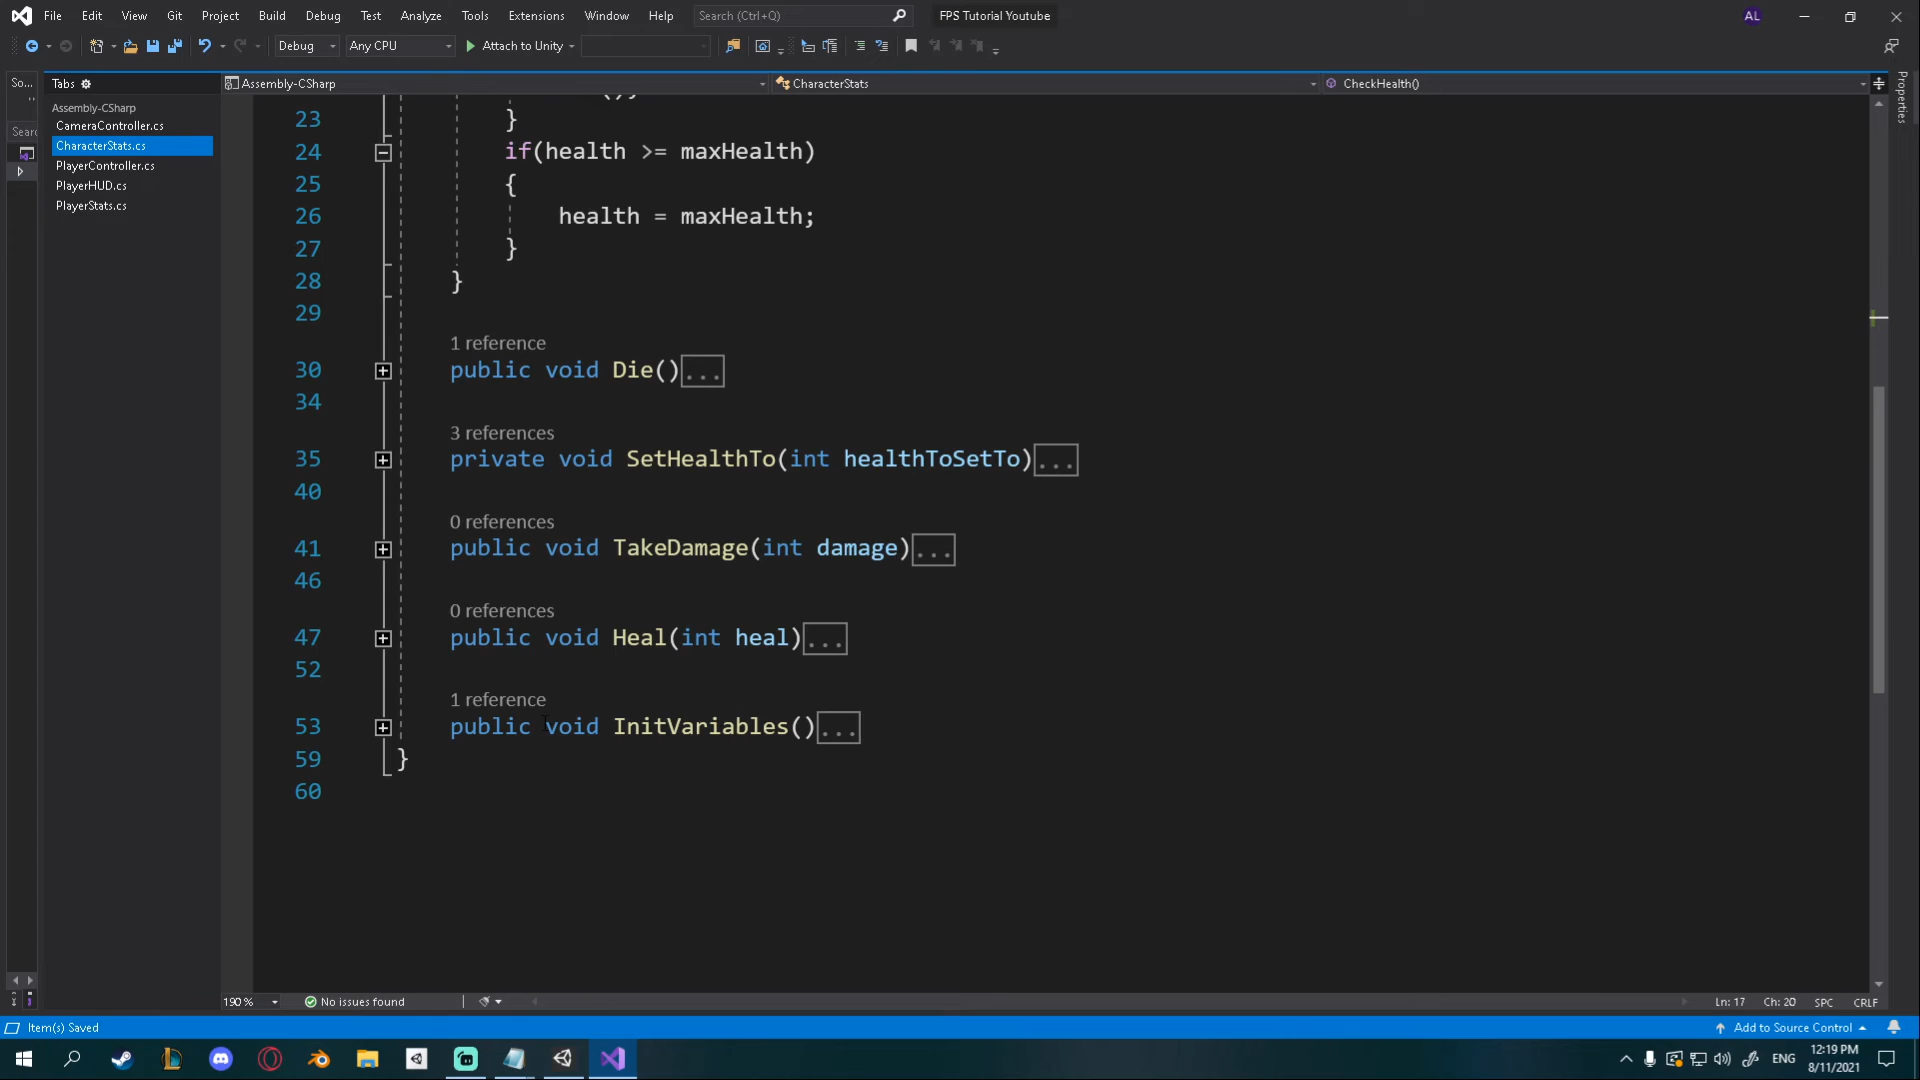 File Edit View Git Project Build Debug Test Analyze Tools Extensions Window Help Search (Ctrl+Q) FPS Tutorial Youtube AL
Debug Any CPU Attach to Unity
So... Tabs Assembly-CSharp CharacterStats CheckHealth() Properties
Assembly-CSharp
CameraController.cs
CharacterStats.cs
PlayerController.cs
PlayerHUD.cs
PlayerStats.cs
23 }
24 if(health >= maxHealth)
25 {
26 health = maxHealth;
27 }
28 }
29
1 reference
30 public void Die()...
34
3 references
35 private void SetHealthTo(int healthToSetTo)...
40
0 references
41 public void TakeDamage(int damage)...
46
0 references
47 public void Heal(int heal)...
52
1 reference
53 public void InitVariables()...
59 }
60
190 % No issues found Ln: 17 Ch: 20 SPC CRLF
Item(s) Saved Add to Source Control
ENG 12:19 PM
8/11/2021